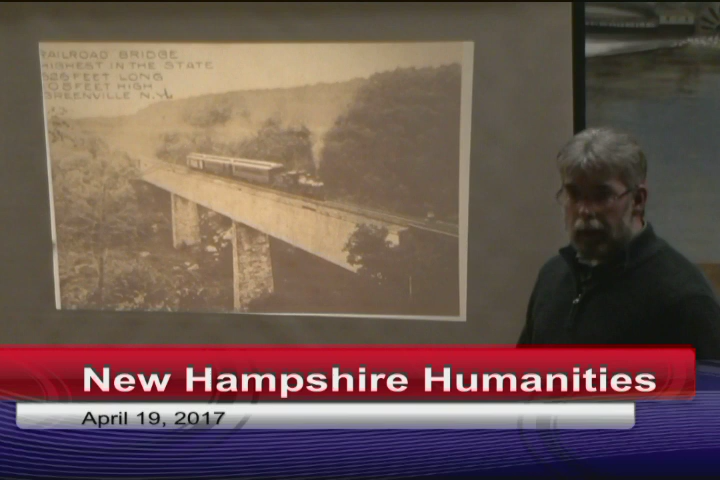 RAILROAD BRIDGE
HIGHEST IN THE STATE
FEET LONG
FEET HIGH
GREENVILLE N.H.
New Hampshire Humanities
April 19, 2017